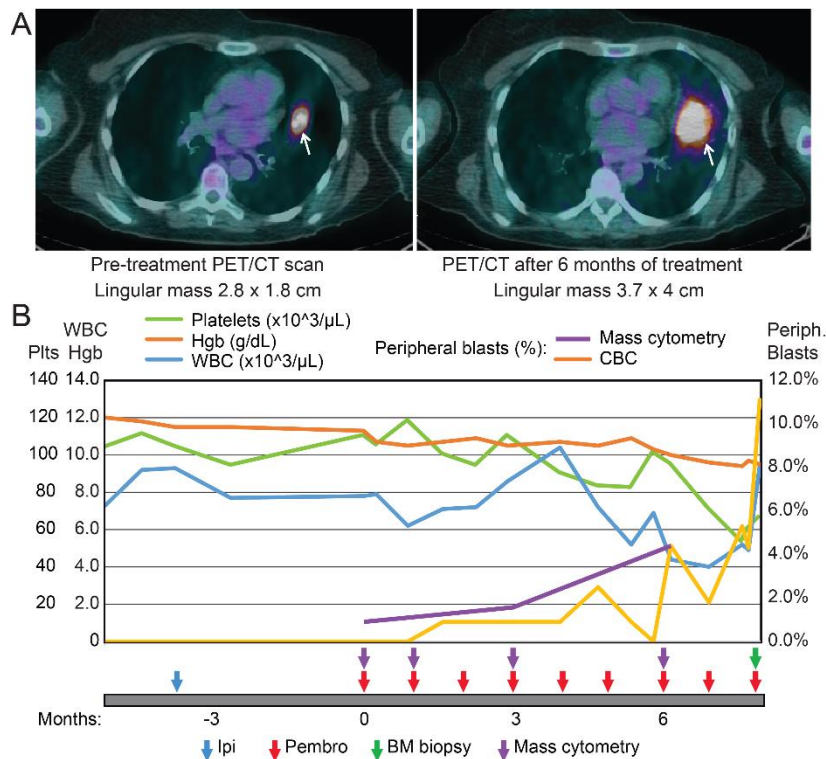 A
Pre-treatment PET/CT scan
Lingular mass 2.8 x 1.8 cm
PET/CT after 6 months of treatment
Lingular mass 3.7 x 4 cm
B
Platelets (x10^3/µL)
Hgb (g/dL)
WBC (x10^3/µL)
Peripheral blasts (%):
Mass cytometry
CBC
Plts
WBC
Hgb
Periph.
Blasts
140 14.0 12.0%
120 12.0 10.0%
100 10.0 8.0%
80 8.0
60 6.0 6.0%
40 4.0 4.0%
20 2.0 2.0%
0 0.0%
Months: -3 0 3 6
Ipi Pembro BM biopsy Mass cytometry